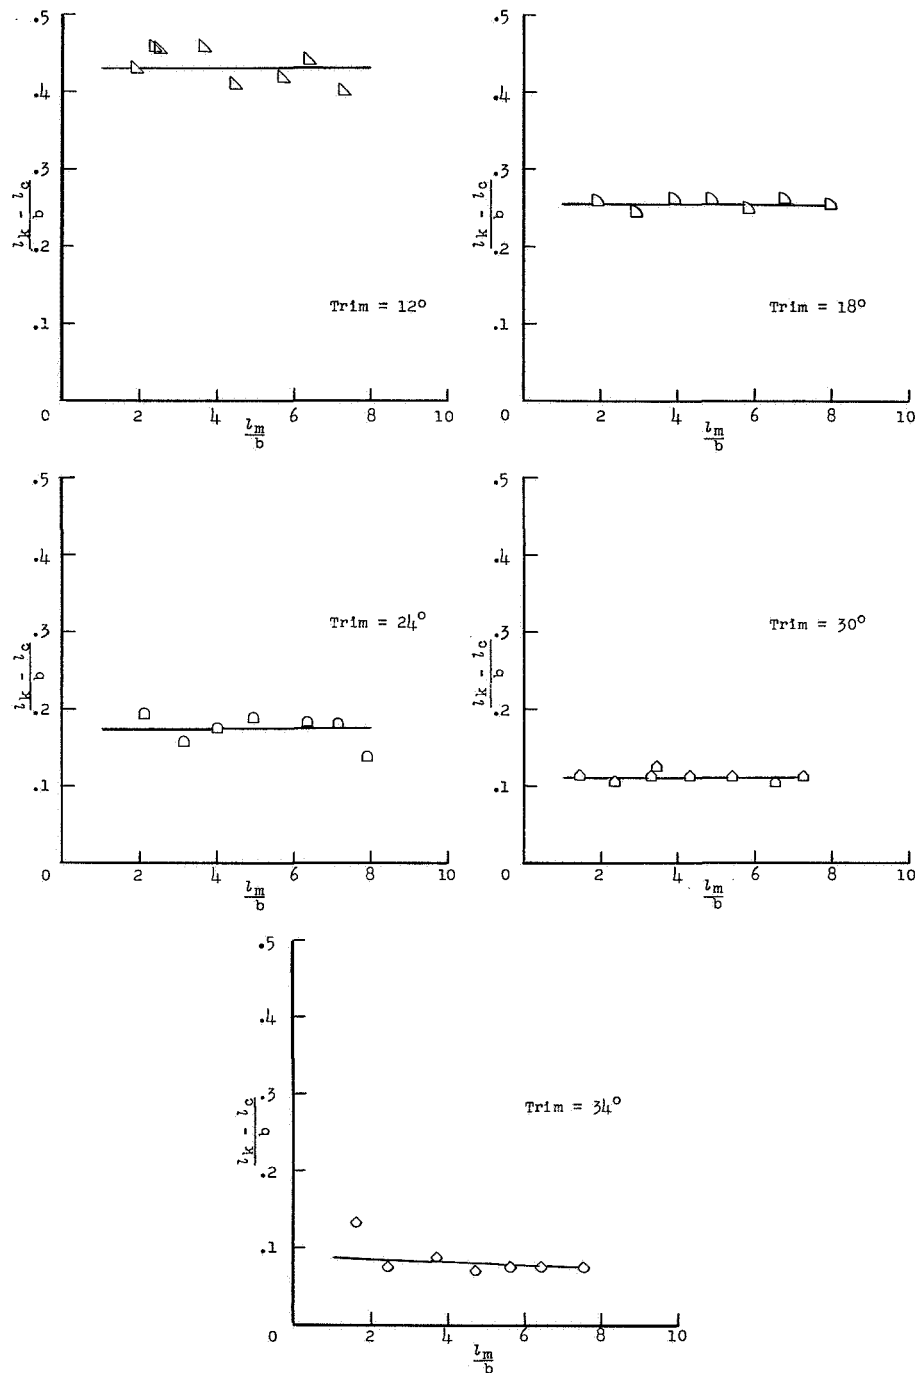 .5
.4
.3
.2
.1
0
2
4
6
8
10
l_k - l_c
b
l_m
b
Trim = 12°
.5
.4
.3
.2
.1
0
2
4
6
8
10
l_k - l_c
b
l_m
b
Trim = 18°
.5
.4
.3
.2
.1
0
2
4
6
8
10
l_k - l_c
b
l_m
b
Trim = 24°
.5
.4
.3
.2
.1
0
2
4
6
8
10
l_k - l_c
b
l_m
b
Trim = 30°
.5
.4
.3
.2
.1
0
2
4
6
8
10
l_k - l_c
b
l_m
b
Trim = 34°